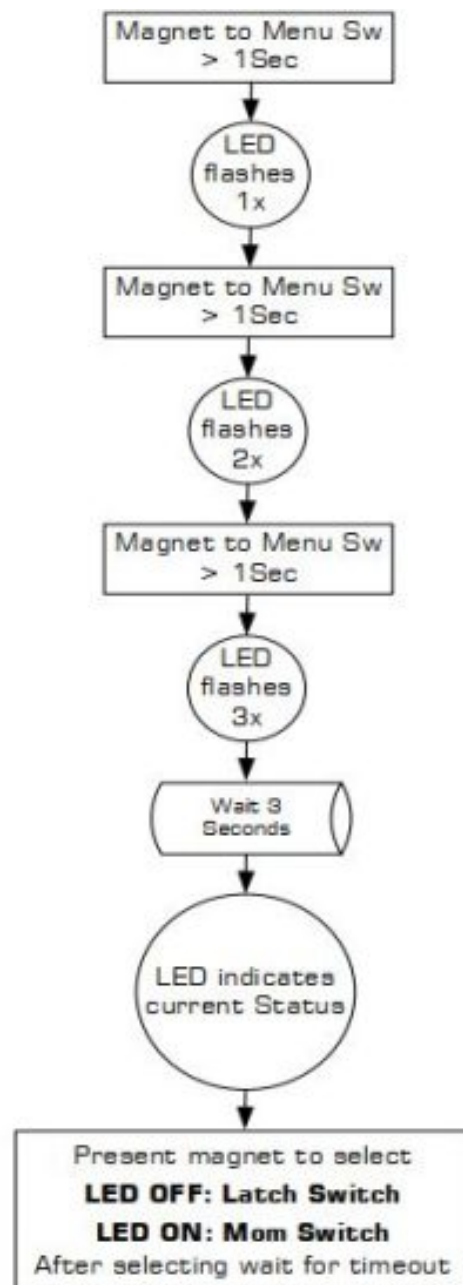 Magnet to Menu Sw
> 1Sec
LED
flashes
1x
Magnet to Menu Sw
> 1Sec
LED
flashes
2x
Magnet to Menu Sw
> 1Sec
LED
flashes
3x
Wait 3
Seconds
LED indicates
current Status
Present magnet to select
LED OFF: Latch Switch
LED ON: Mom Switch
After selecting wait for timeout